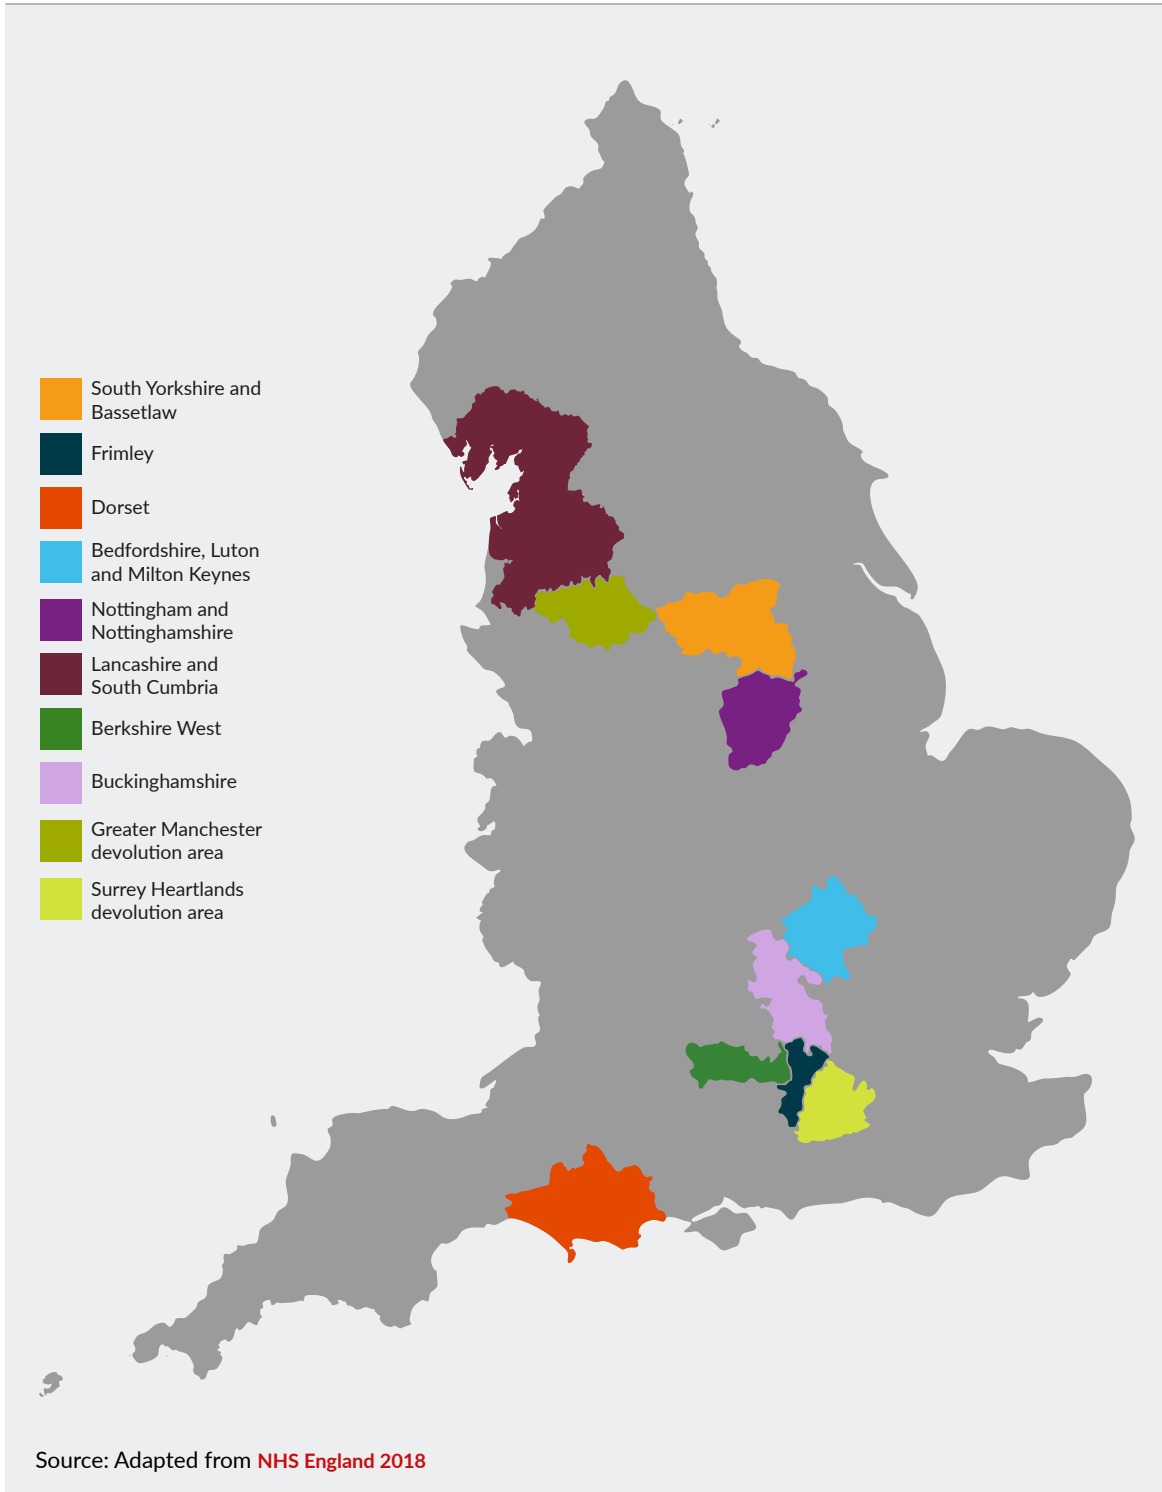 South Yorkshire and
Bassetlaw
Frimley
Dorset
Bedfordshire, Luton
and Milton Keynes
Nottingham and
Nottinghamshire
Lancashire and
South Cumbria
Berkshire West
Buckinghamshire
Greater Manchester
devolution area
Surrey Heartlands
devolution area
Source: Adapted from NHS England 2018